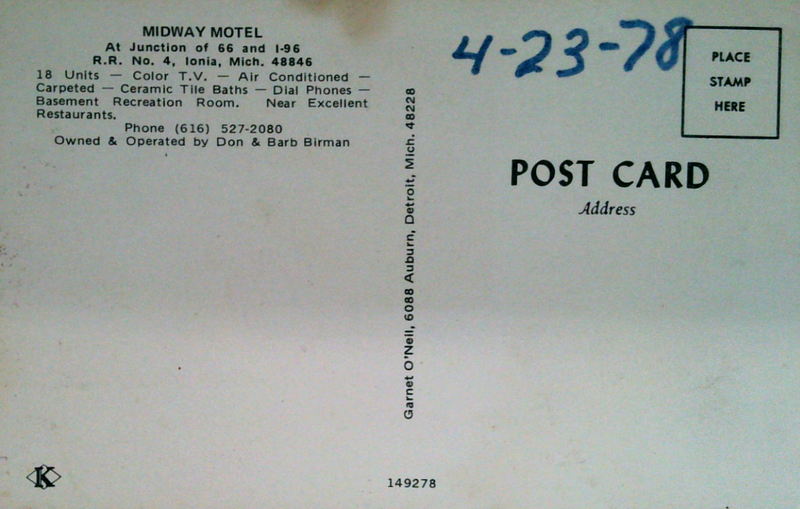 MIDWAY MOTEL
At Junction of 66 and I-96
R.R. No. 4, Ionia, Mich. 48846
18 Units — Color T.V. — Air Conditioned —
Carpeted — Ceramic Tile Baths — Dial Phones —
Basement Recreation Room. Near Excellent
Restaurants.
Phone (616) 527-2080
Owned & Operated by Don & Barb Birman
Garnet O'Neil, 6088 Auburn, Detroit, Mich. 48228
4-23-78
PLACE
STAMP
HERE
POST CARD
Address
K
149278